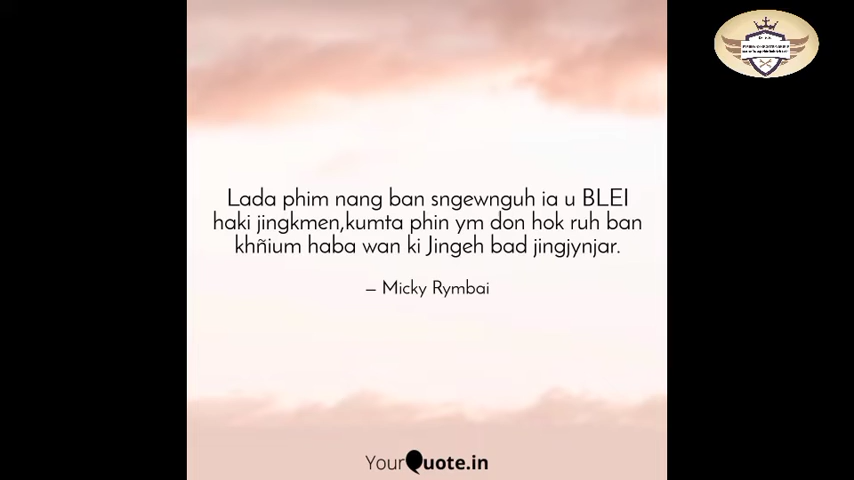 Lada phim nang ban sngewnguh ia u BLEI
haki jingkmen,kumta phin ym don hok ruh ban
khñium haba wan ki Jingeh bad jingjynjar.
– Micky Rymbai
YourQuote.in